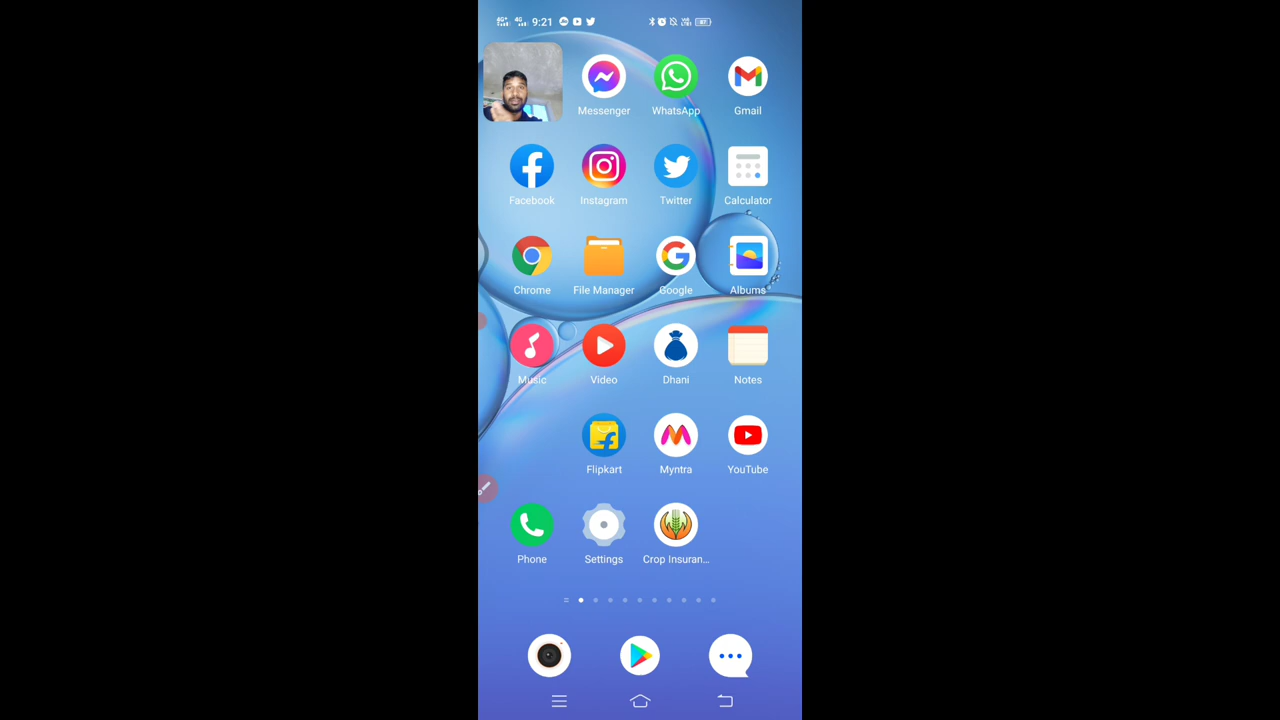 9:21
Messenger WhatsApp Gmail
Facebook Instagram Twitter Calculator
Chrome File Manager Google Albums
Music Video Dhani Notes
Flipkart Myntra YouTube
Phone Settings Crop Insuran...